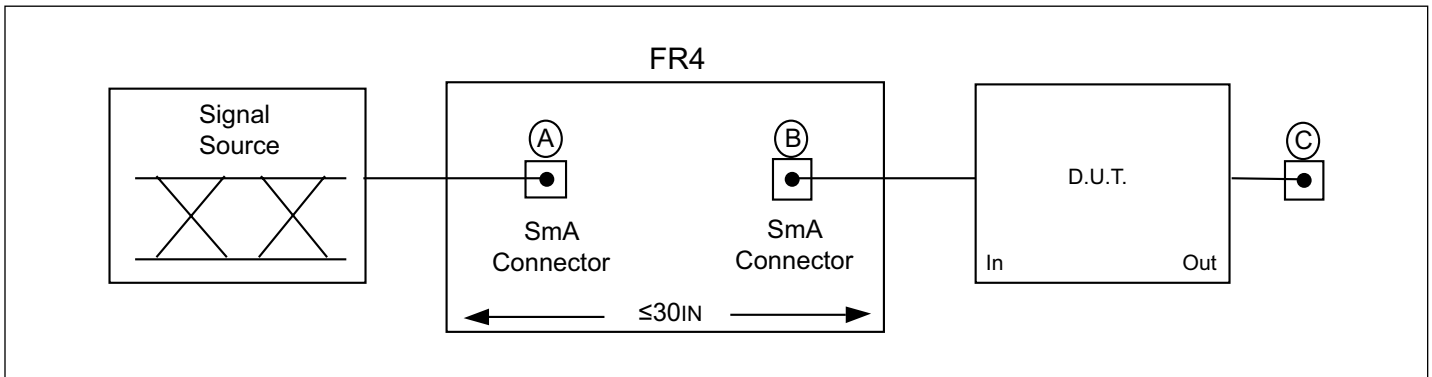 FR4
Signal
Source
A
B
C
D.U.T.
SmA
Connector
SmA
Connector
In
Out
≤30IN